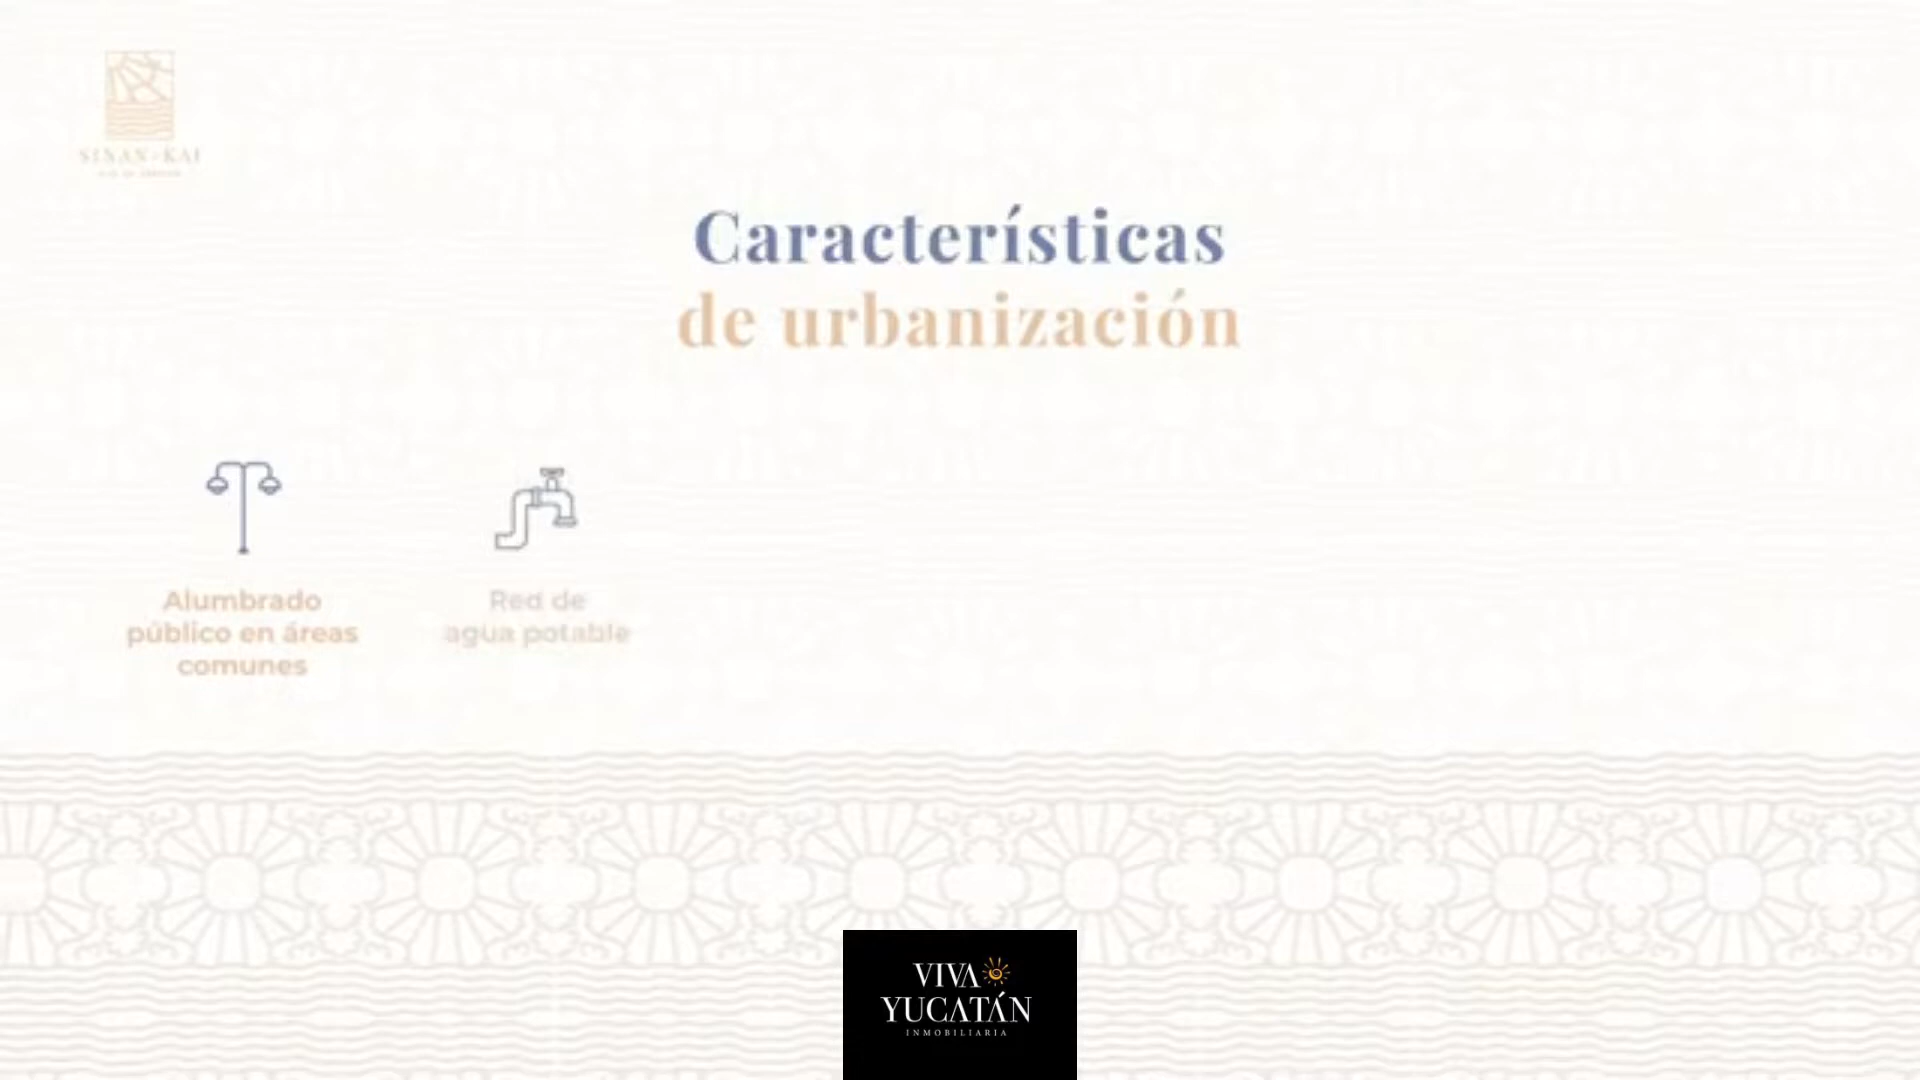 SINAN-KAI
Características
de urbanización
Alumbrado
público en áreas
comunes
Red de
agua potable
VIVA
YUCATÁN
INMOBILIARIA